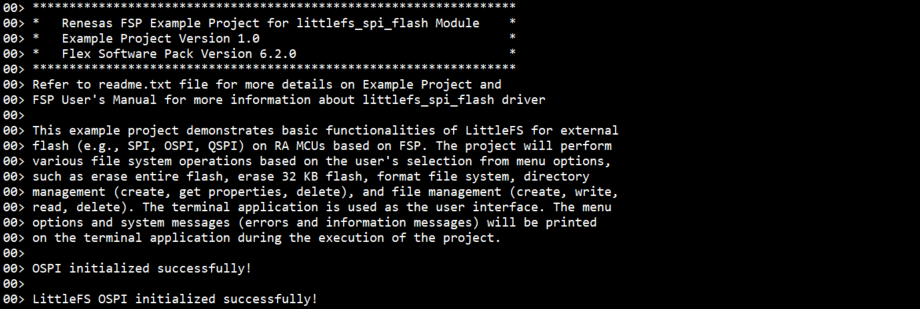 00> *******************************************************************
00> *   Renesas FSP Example Project for littlefs_spi_flash Module    *
00> *   Example Project Version 1.0                                  *
00> *   Flex Software Pack Version 6.2.0                             *
00> *******************************************************************
00> Refer to readme.txt file for more details on Example Project and
00> FSP User's Manual for more information about littlefs_spi_flash driver
00>
00> This example project demonstrates basic functionalities of LittleFS for external
00> flash (e.g., SPI, OSPI, QSPI) on RA MCUs based on FSP. The project will perform
00> various file system operations based on the user's selection from menu options,
00> such as erase entire flash, erase 32 KB flash, format file system, directory
00> management (create, get properties, delete), and file management (create, write,
00> read, delete). The terminal application is used as the user interface. The menu
00> options and system messages (errors and information messages) will be printed
00> on the terminal application during the execution of the project.
00>
00> OSPI initialized successfully!
00>
00> LittleFS OSPI initialized successfully!